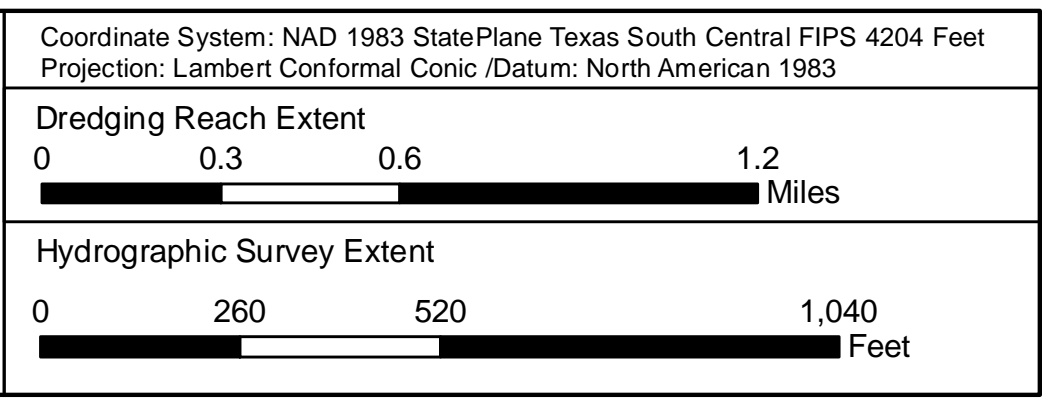 Coordinate System: NAD 1983 StatePlane Texas South Central FIPS 4204 Feet
Projection: Lambert Conformal Conic /Datum: North American 1983
Dredging Reach Extent
0 0.3 0.6 1.2
Miles
Hydrographic Survey Extent
0 260 520 1,040
Feet